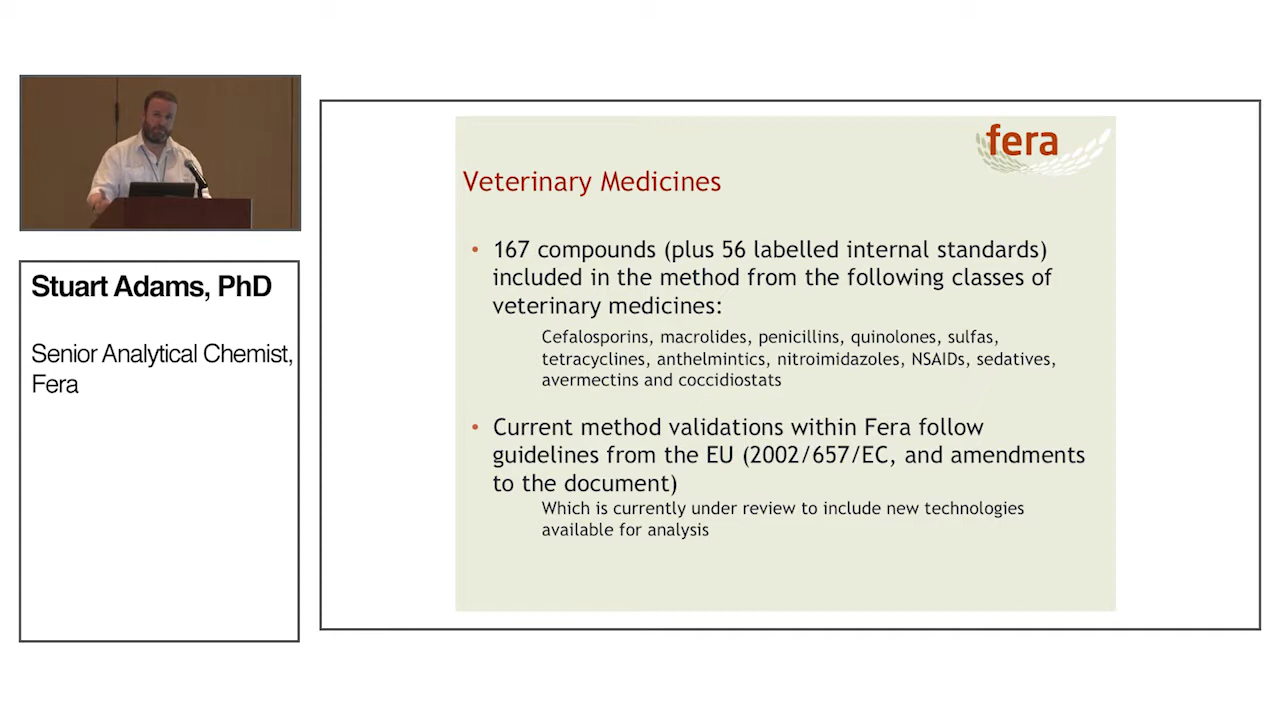 Stuart Adams, PhD
Senior Analytical Chemist,
Fera
fera
Veterinary Medicines
• 167 compounds (plus 56 labelled internal standards)
included in the method from the following classes of
veterinary medicines:
Cefalosporins, macrolides, penicillins, quinolones, sulfas,
tetracyclines, anthelmintics, nitroimidazoles, NSAIDs, sedatives,
avermectins and coccidiostats
• Current method validations within Fera follow
guidelines from the EU (2002/657/EC, and amendments
to the document)
Which is currently under review to include new technologies
available for analysis